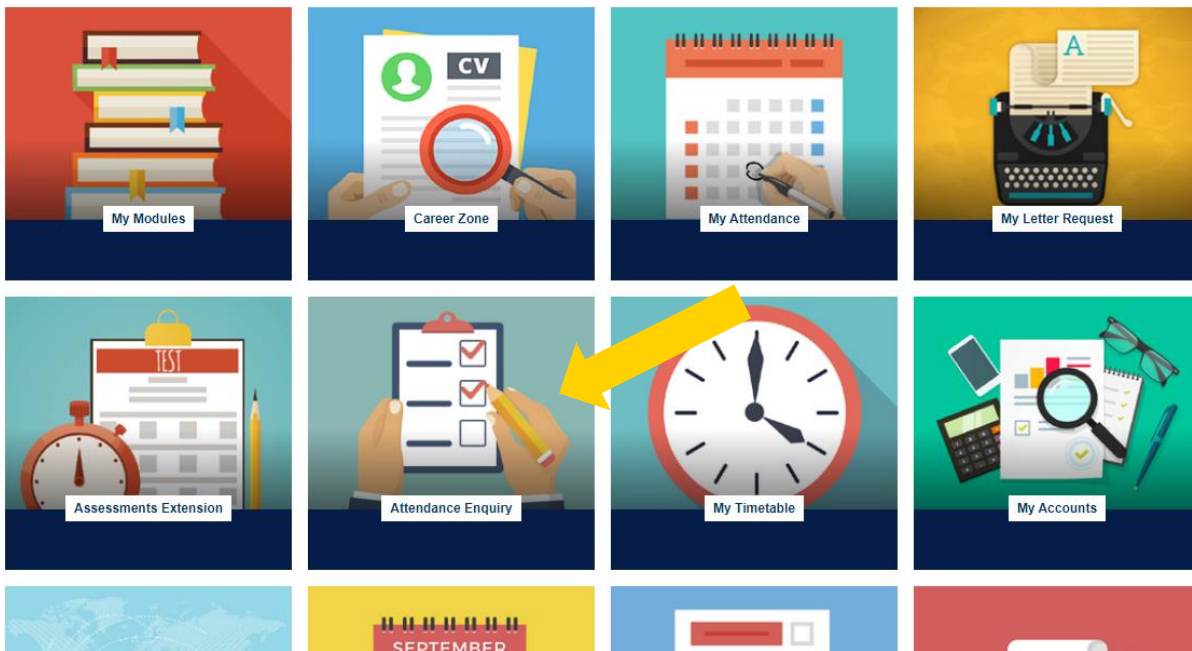 CV
A
My Modules
Career Zone
My Attendance
My Letter Request
TEST
Assessments Extension
Attendance Enquiry
My Timetable
My Accounts
SEPTEMBER